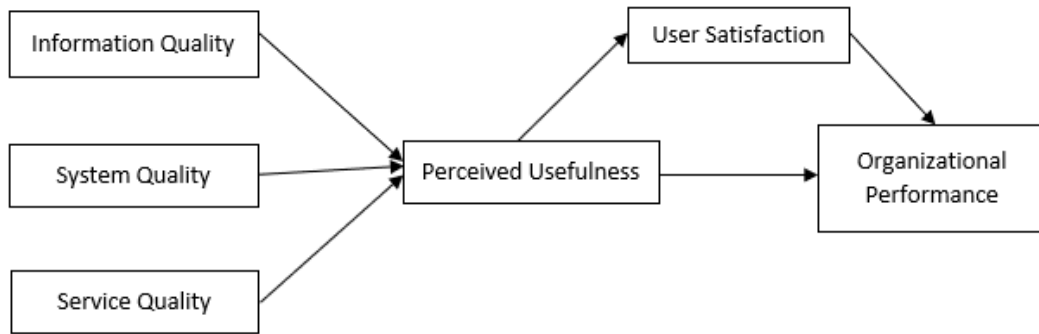 Information Quality
System Quality
Service Quality
Perceived Usefulness
User Satisfaction
Organizational
Performance